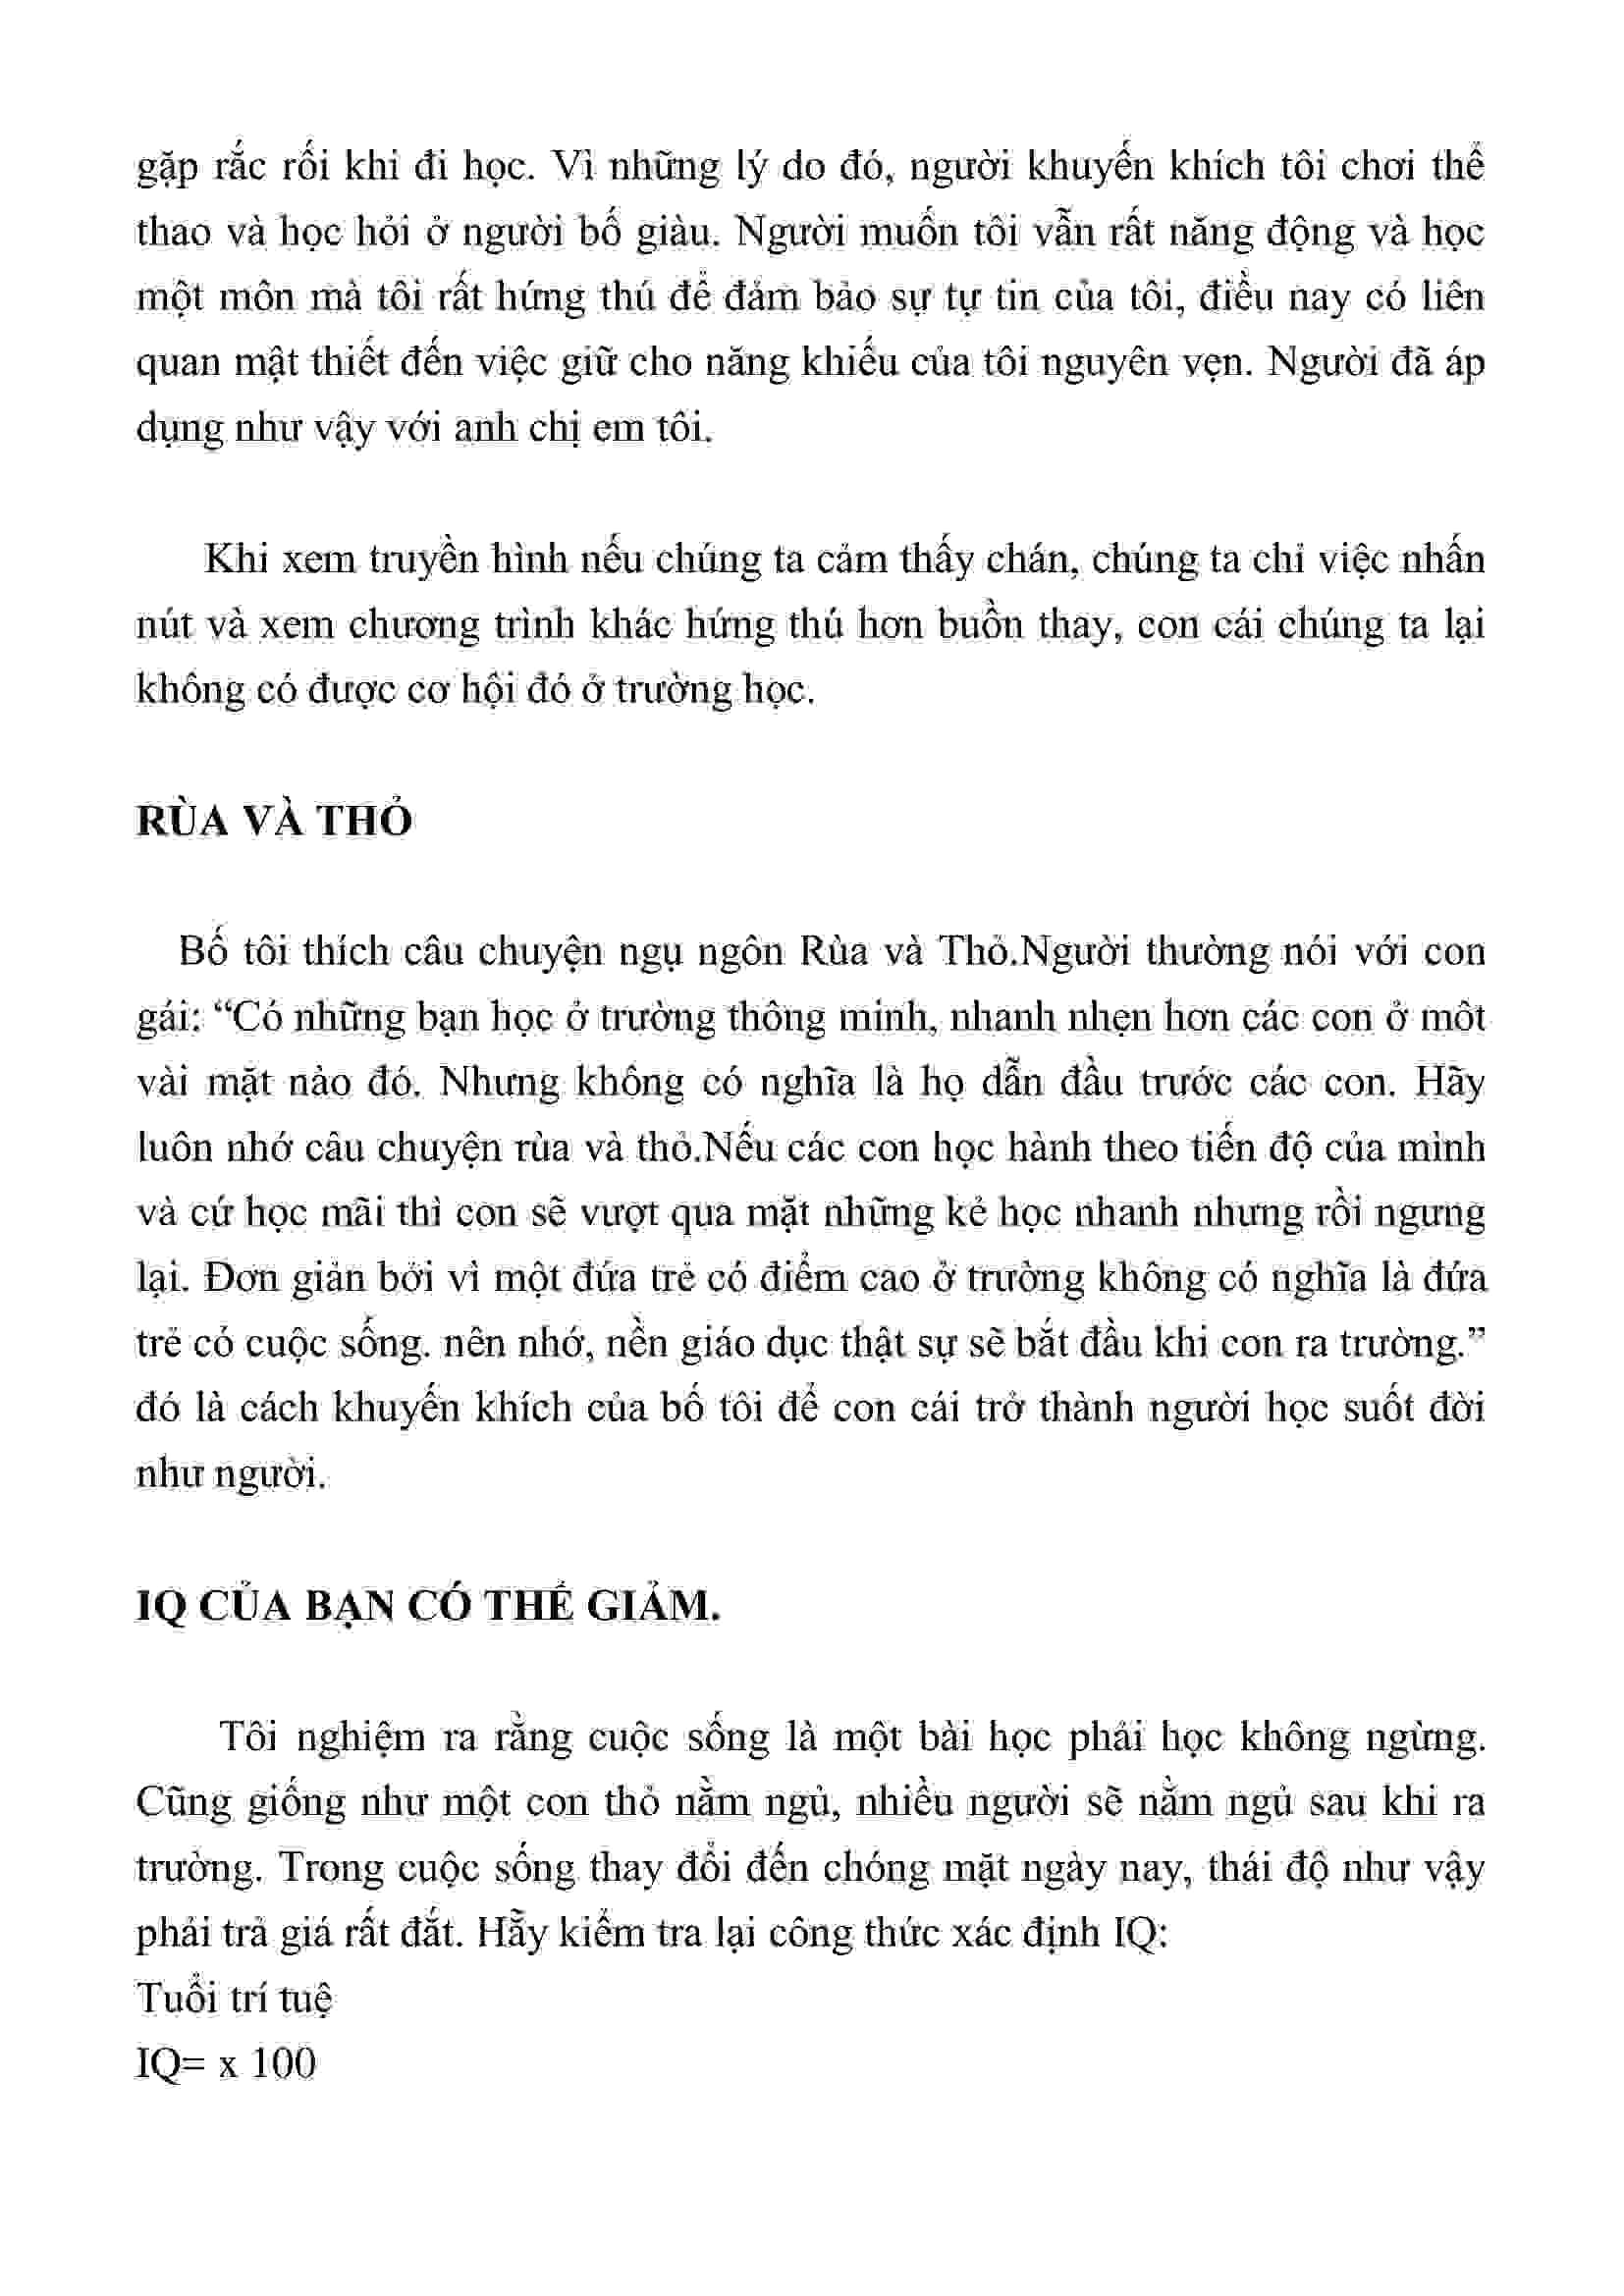 gặp rắc rối khi đi học. Vì những lý do đó, người khuyến khích tôi chơi thể
thao và học hỏi ở người bố giàu. Người muốn tôi vẫn rất năng động và học
một môn mà tôi rất hứng thú để đảm bảo sự tự tin của tôi, điều nay có liên
quan mật thiết đến việc giữ cho năng khiếu của tôi nguyên vẹn. Người đã áp
dụng như vậy với anh chị em tôi.
Khi xem truyền hình nếu chúng ta cảm thấy chán, chúng ta chỉ việc nhấn
nút và xem chương trình khác hứng thú hơn buồn thay, con cái chúng ta lại
không có được cơ hội đó ở trường học.
RÙA VÀ THỎ
Bố tôi thích câu chuyện ngụ ngôn Rùa và Thỏ.Người thường nói với con
gái: “Có những bạn học ở trường thông minh, nhanh nhẹn hơn các con ở môt
vài mặt nào đó. Nhưng không có nghĩa là họ dẫn đầu trước các con. Hãy
luôn nhớ câu chuyện rùa và thỏ.Nếu các con học hành theo tiến độ của mình
và cứ học mãi thì con sẽ vượt qua mặt những kẻ học nhanh nhưng rồi ngưng
lại. Đơn giản bởi vì một đứa trẻ có điểm cao ở trường không có nghĩa là đứa
trẻ có cuộc sống. nên nhớ, nền giáo dục thật sự sẽ bắt đầu khi con ra trường.”
đó là cách khuyến khích của bố tôi để con cái trở thành người học suốt đời
như người.
IQ CỦA BẠN CÓ THỂ GIẢM.
Tôi nghiệm ra rằng cuộc sống là một bài học phải học không ngừng.
Cũng giống như một con thỏ nằm ngủ, nhiều người sẽ nằm ngủ sau khi ra
trường. Trong cuộc sống thay đổi đến chóng mặt ngày nay, thái độ như vậy
phải trả giá rất đắt. Hẵy kiểm tra lại công thức xác định IQ:
Tuổi trí tuệ
IQ= x 100